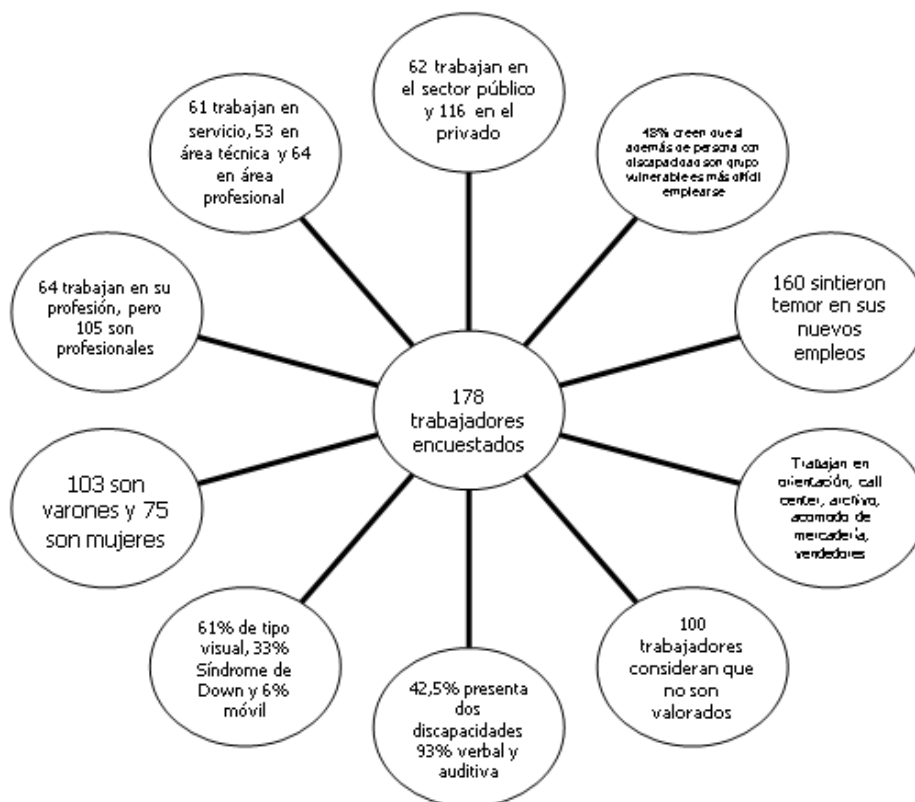 62 trabajan en
el sector público
y 116 en el
privado
48% creen que si
además de persona con
discapacidad son grupo
vulnerable es más difícil
emplearse
160 sintieron
temor en sus
nuevos
empleos
Trabajan en
orientación, call
center, archivo,
acomodo de
mercadería,
vendedores
100
trabajadores
consideran que
no son
valorados
42,5% presenta
dos
discapacidades
93% verbal y
auditiva
61% de tipo
visual, 33%
Síndrome de
Down y 6%
móvil
103 son
varones y 75
son mujeres
64 trabajan en su
profesión, pero
105 son
profesionales
61 trabajan en
servicio, 53 en
área técnica y 64
en área
profesional
178
trabajadores
encuestados